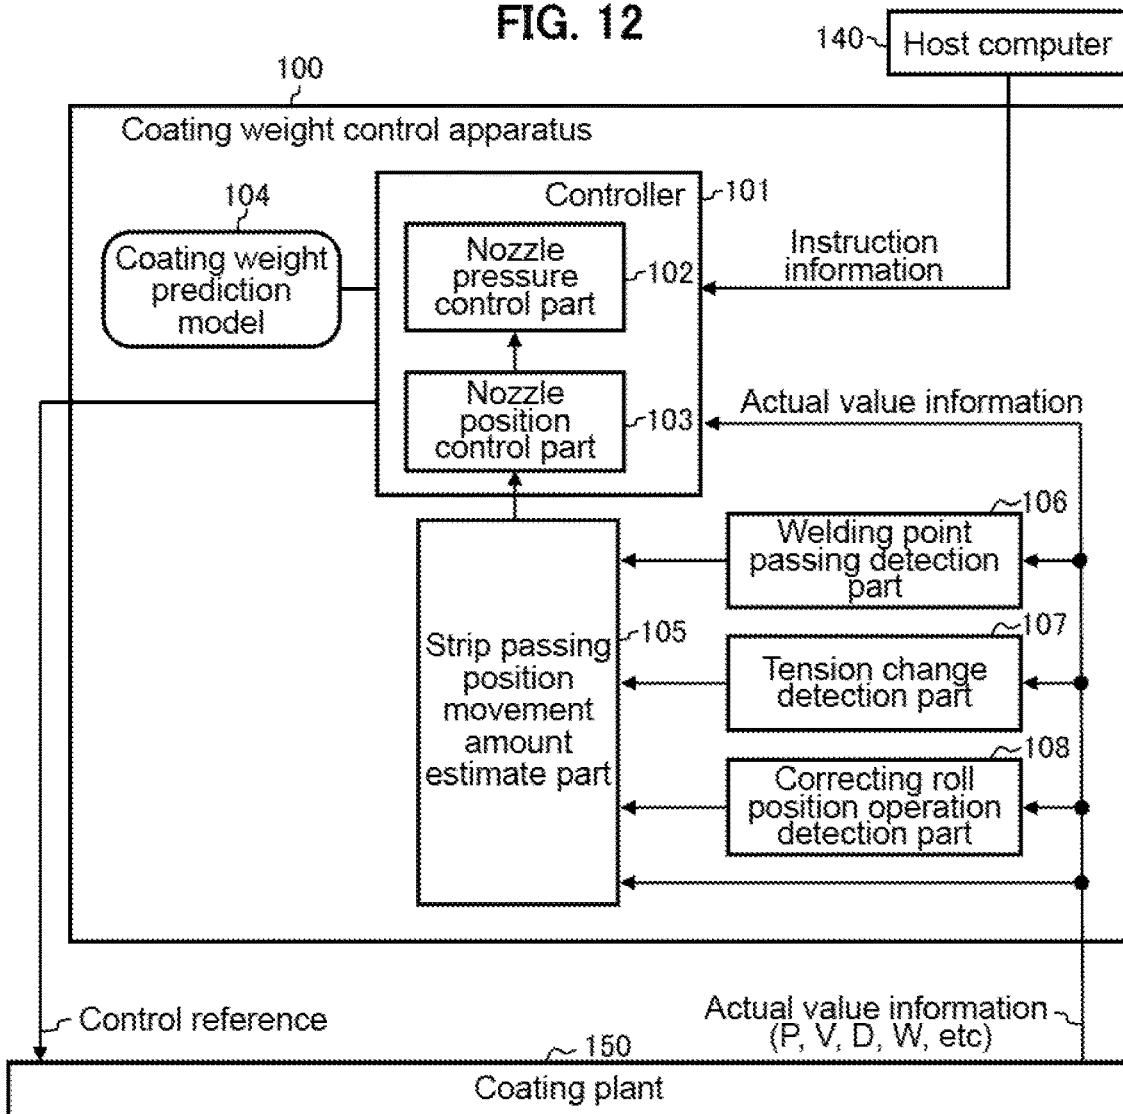 FIG. 12
140
Host computer
100
Coating weight control apparatus
104
Coating weight
prediction
model
Controller
101
Nozzle
pressure
control part
102
Instruction
information
Nozzle
position
control part
103
Actual value information
106
Welding point
passing detection
part
107
Tension change
detection part
108
Correcting roll
position operation
detection part
Strip passing
position
movement
amount
estimate part
105
Control reference
Actual value information
(P, V, D, W, etc)
150
Coating plant